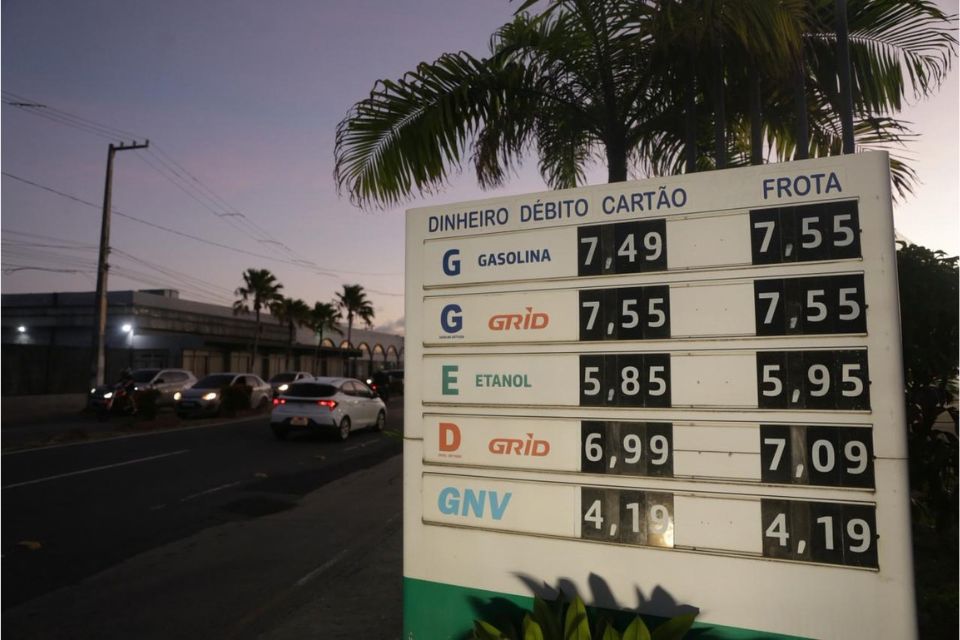 DINHEIRO DÉBITO CARTÃO FROTA
G GASOLINA 7,49 7,55
G GRID 7,55 7,55
E ETANOL 5,85 5,95
D GRID 6,99 7,09
GNV 4,19 4,19